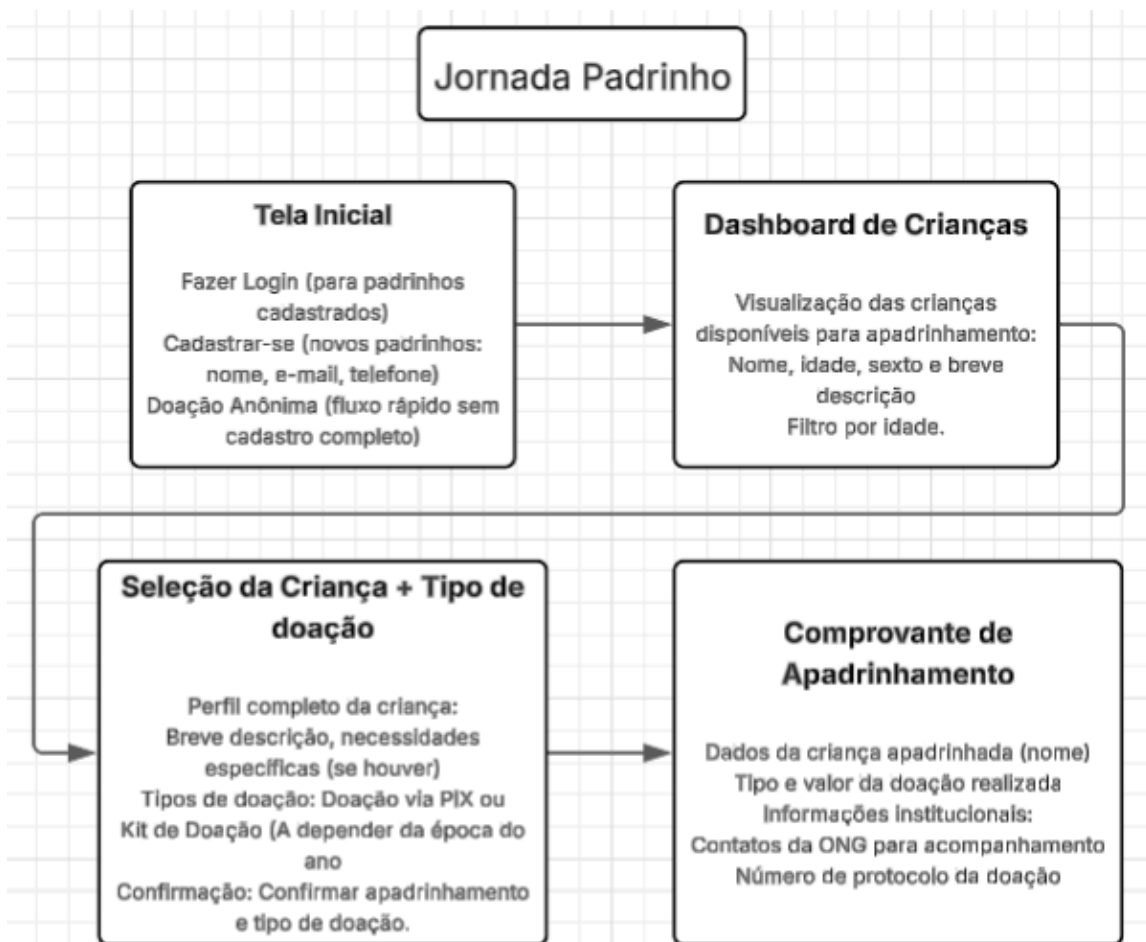 Jornada Padrinho
Tela Inicial
Fazer Login (para padrinhos
cadastrados)
Cadastrar-se (novos padrinhos:
nome, e-mail, telefone)
Doação Anônima (fluxo rápido sem
cadastro completo)
Dashboard de Crianças
Visualização das crianças
disponíveis para apadrinhamento:
Nome, idade, sexto e breve
descrição
Filtro por idade.
Seleção da Criança + Tipo de
doação
Perfil completo da criança:
Breve descrição, necessidades
específicas (se houver)
Tipos de doação: Doação via PIX ou
Kit de Doação (A depender da época do
ano
Confirmação: Confirmar apadrinhamento
e tipo de doação.
Comprovante de
Apadrinhamento
Dados da criança apadrinhada (nome)
Tipo e valor da doação realizada
Informações institucionais:
Contatos da ONG para acompanhamento
Número de protocolo da doação